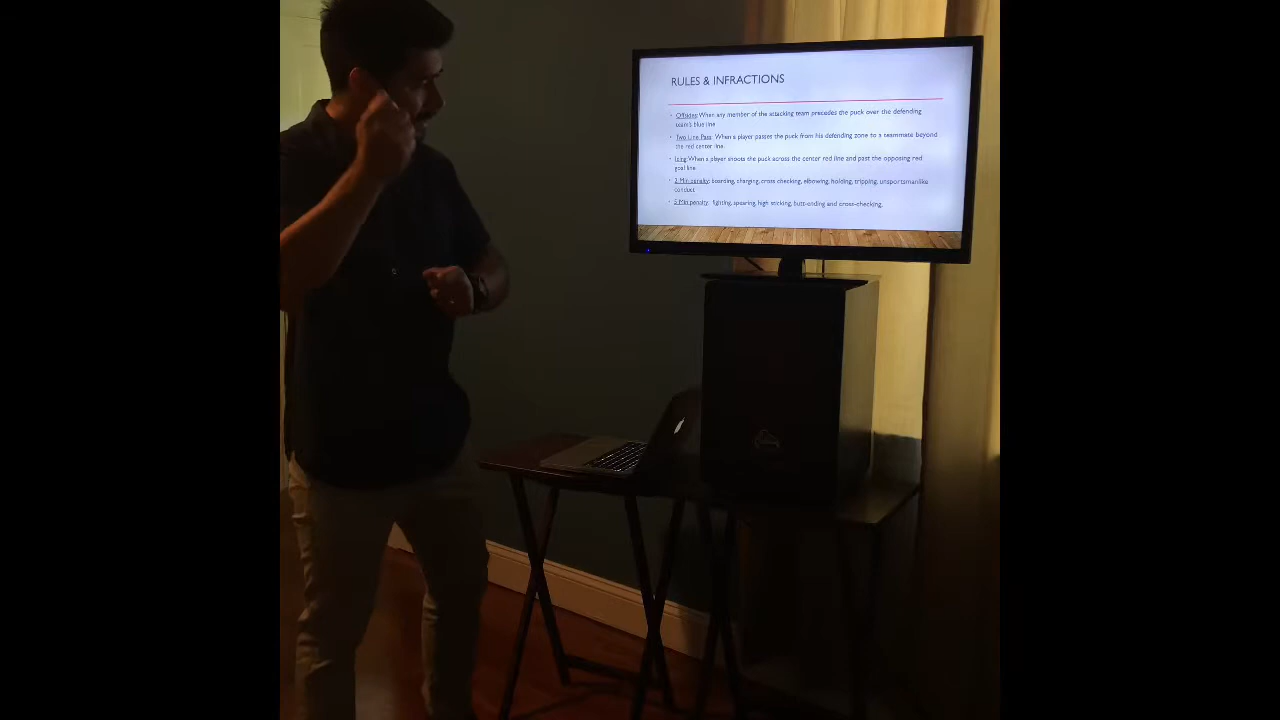 RULES & INFRACTIONS
• Offsides: When any member of the attacking team precedes the puck over the defending
team's blue line
• Two Line Pass: When a player passes the puck from his defending zone to a teammate beyond
the red center line.
• Icing: When a player shoots the puck across the center red line and past the opposing red
goal line.
• 2 Min penalty: boarding, charging, cross checking, elbowing, holding, tripping, unsportsmanlike
conduct
• 5 Min penalty: fighting, spearing, high sticking, butt-ending and cross-checking.